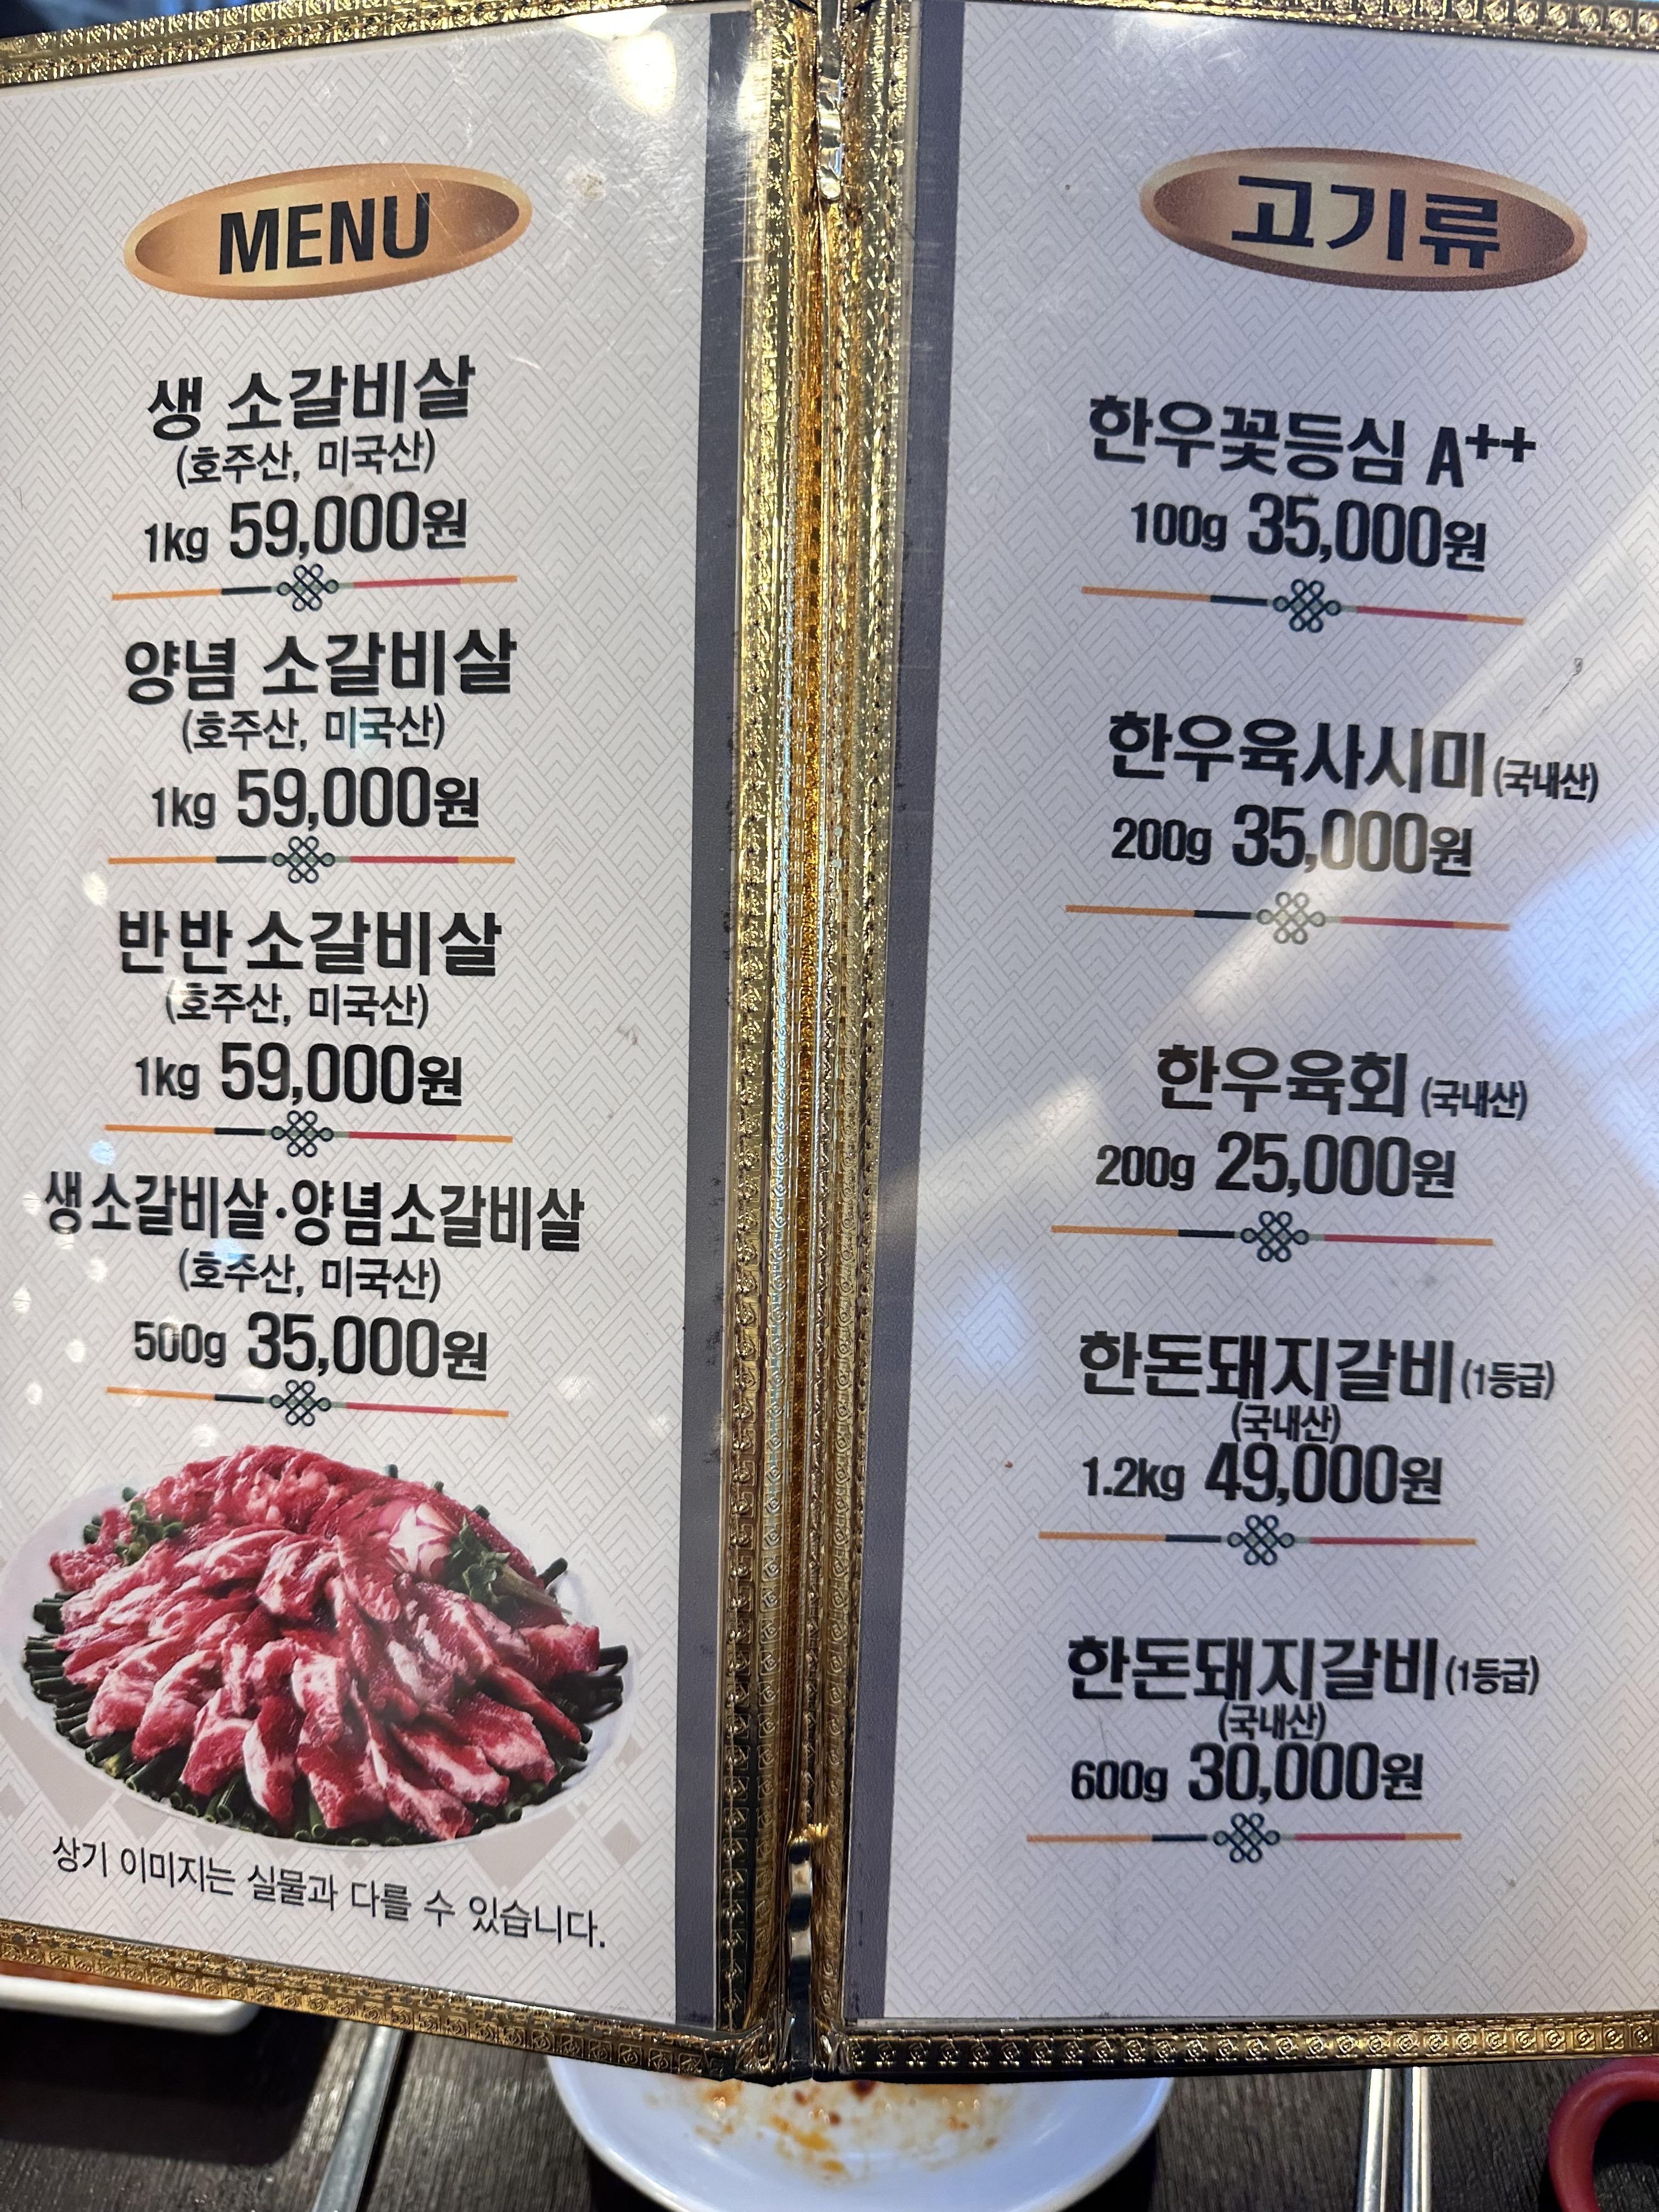 MENU
생 소갈비살
(호주산, 미국산)
1kg 59,000원
양념 소갈비살
(호주산, 미국산)
1kg 59,000원
반반 소갈비살
(호주산, 미국산)
1kg 59,000원
생소갈비살·양념소갈비살
(호주산, 미국산)
500g 35,000원
상기 이미지는 실물과 다를 수 있습니다.
고기류
한우꽃등심 A++
100g 35,000원
한우육사시미 (국내산)
200g 35,000원
한우육회 (국내산)
200g 25,000원
한돈돼지갈비 (1등급)
(국내산)
1.2kg 49,000원
한돈돼지갈비 (1등급)
(국내산)
600g 30,000원